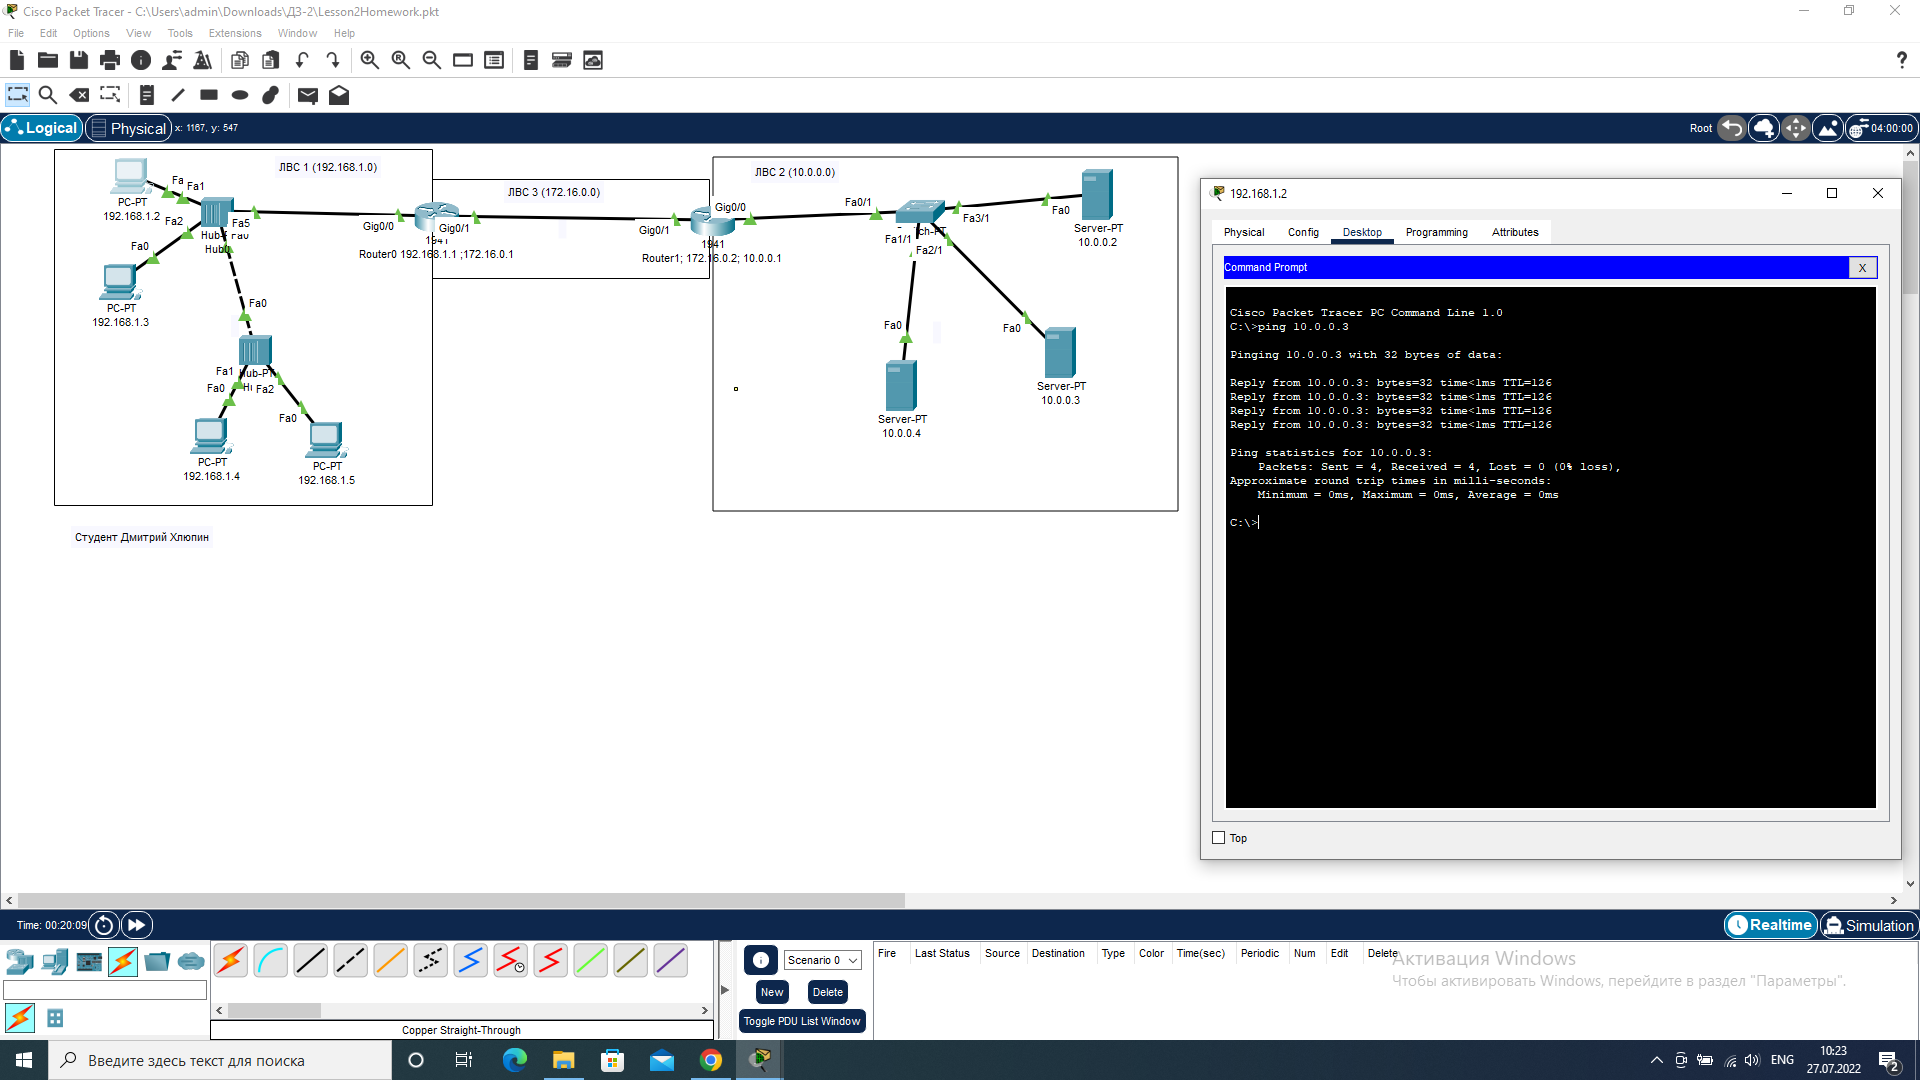 Cisco Packet Tracer - C:\Users\admin\Downloads\ДЗ-2\Lesson2Homework.pkt
File Edit Options View Tools Extensions Window Help
Logical Physical x: 1167, y: 547 Root 04:00:00
ЛВС 1 (192.168.1.0)
PC-PT
192.168.1.2
Fa Fa1
Fa2 Fa5
Fa0
PC-PT
192.168.1.3
Fa0
Fa1 Hub-PT
Fa0 Fa2
Fa0
PC-PT
192.168.1.4
PC-PT
192.168.1.5
Gig0/0
ЛВС 3 (172.16.0.0)
Gig0/1
1941
Router0 192.168.1.1 ;172.16.0.1
Gig0/1
Gig0/0
1941
Router1; 172.16.0.2; 10.0.0.1
ЛВС 2 (10.0.0.0)
Fa0/1
Fa3/1
Fa1/1
Fa2/1
Fa0
Server-PT
10.0.0.2
Fa0
Server-PT
10.0.0.3
Fa0
Server-PT
10.0.0.4
Студент Дмитрий Хлюпин
192.168.1.2
Physical Config Desktop Programming Attributes
Command Prompt X
Cisco Packet Tracer PC Command Line 1.0
C:\>ping 10.0.0.3
Pinging 10.0.0.3 with 32 bytes of data:
Reply from 10.0.0.3: bytes=32 time<1ms TTL=126
Reply from 10.0.0.3: bytes=32 time<1ms TTL=126
Reply from 10.0.0.3: bytes=32 time<1ms TTL=126
Reply from 10.0.0.3: bytes=32 time<1ms TTL=126
Ping statistics for 10.0.0.3:
Packets: Sent = 4, Received = 4, Lost = 0 (0% loss),
Approximate round trip times in milli-seconds:
Minimum = 0ms, Maximum = 0ms, Average = 0ms
C:\>
Top
Time: 00:20:09 Realtime Simulation
Scenario 0
New Delete
Toggle PDU List Window
Copper Straight-Through
Fire Last Status Source Destination Type Color Time(sec) Periodic Num Edit Delete
Активация Windows
Чтобы активировать Windows, перейдите в раздел "Параметры".
Введите здесь текст для поиска
ENG
10:23
27.07.2022
2